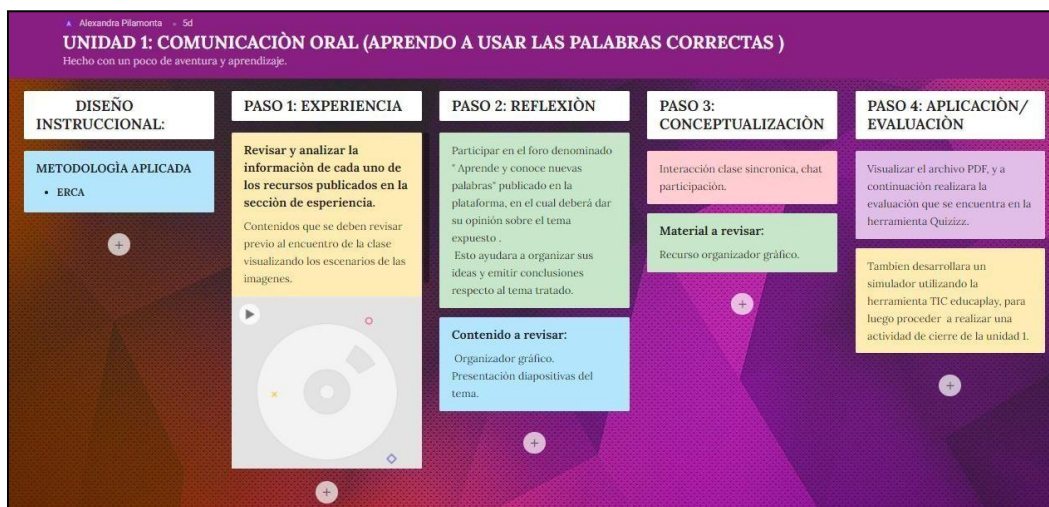 Alexandra Pilamonta 5d
UNIDAD 1: COMUNICACIÒN ORAL (APRENDO A USAR LAS PALABRAS CORRECTAS )
Hecho con un poco de aventura y aprendizaje.
DISEÑO
INSTRUCCIONAL:
METODOLOGÌA APLICADA
• ERCA
PASO 1: EXPERIENCIA
Revisar y analizar la
informaciòn de cada uno de
los recursos publicados en la
secciòn de esperiencia.
Contenidos que se deben revisar
previo al encuentro de la clase
visualizando los escenarios de las
imagenes.
PASO 2: REFLEXIÒN
Participar en el foro denominado
" Aprende y conoce nuevas
palabras" publicado en la
plataforma, en el cual deberá dar
su opinión sobre el tema
expuesto .
Esto ayudara a organizar sus
ideas y emitir conclusiones
respecto al tema tratado.
Contenido a revisar:
Organizador gráfico.
Presentación diapositivas del
tema.
PASO 3:
CONCEPTUALIZACIÒN
Interacción clase sincronica, chat
participación.
Material a revisar:
Recurso organizador gráfico.
PASO 4: APLICACIÒN/
EVALUACIÒN
Visualizar el archivo PDF, y a
continuación realizara la
evaluación que se encuentra en la
herramienta Quizizz.
Tambien desarrollara un
simulador utilizando la
herramienta TIC educaplay, para
luego proceder a realizar una
actividad de cierre de la unidad 1.